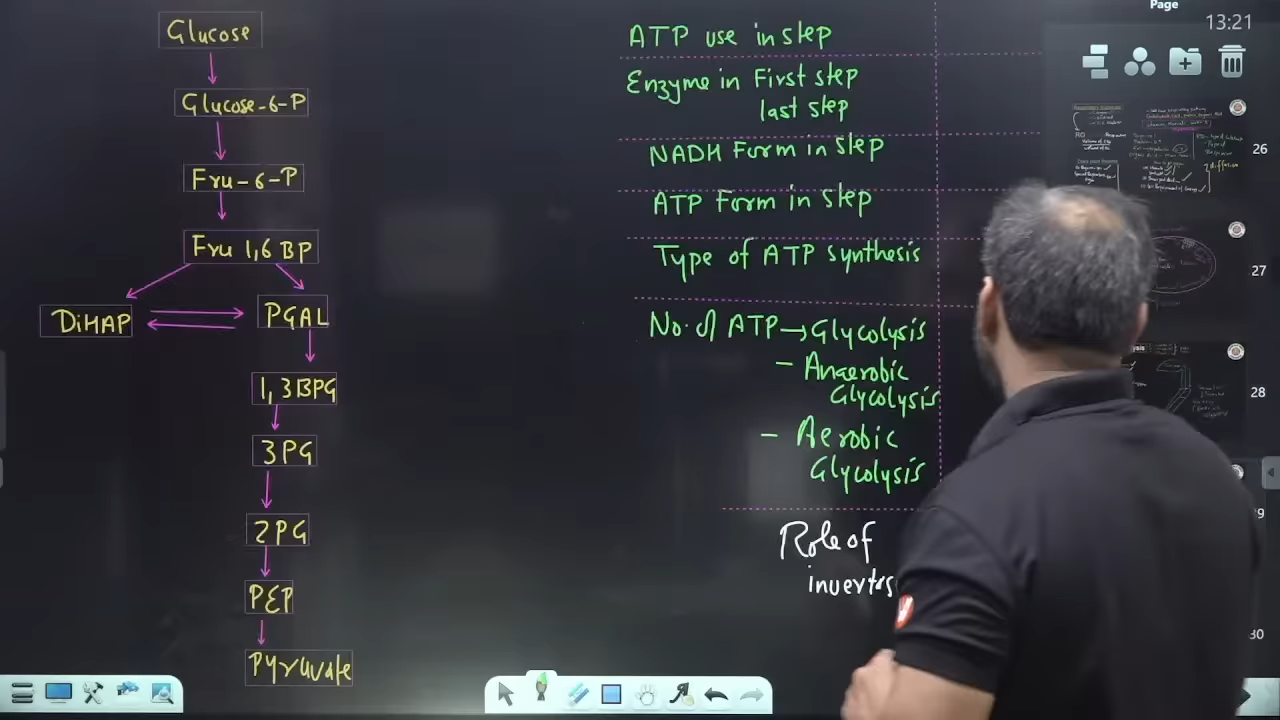 Page
13:21
Glucose
Glucose-6-P
Fru-6-P
Fru 1,6 BP
DiHAP
PGAL
1,3BPG
3PG
2PG
PEP
Pyruvate
ATP use in step
Enzyme in First step
last step
NADH Form in step
ATP Form in step
Type of ATP synthesis
No. of ATP → Glycolysis
- Anaerobic
Glycolysis
- Aerobic
Glycolysis
Role of
26
27
28
30